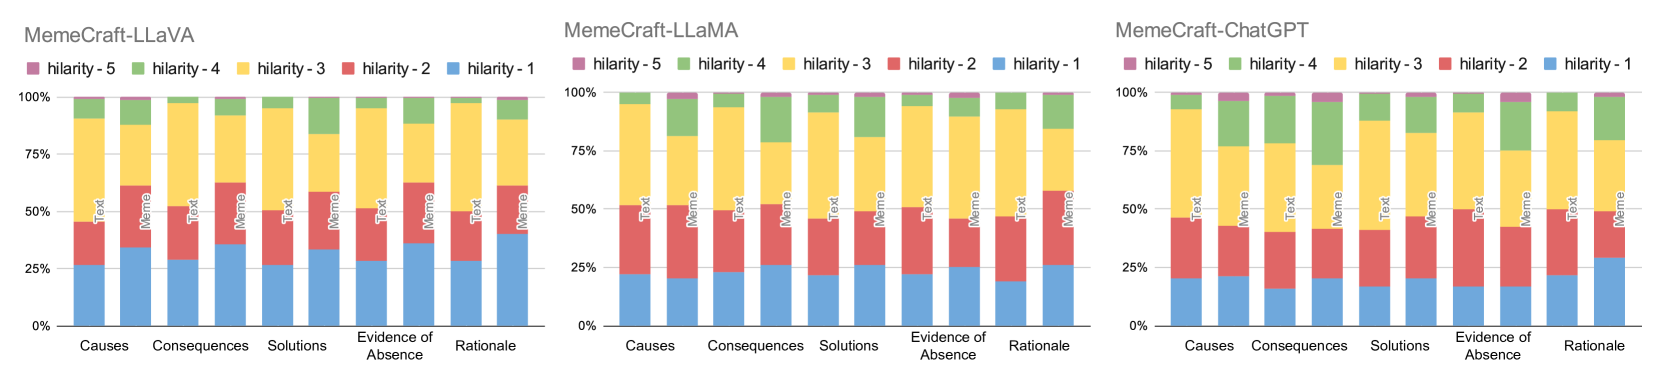 MemeCraft-LLaVA
hilarity - 5 hilarity - 4 hilarity - 3 hilarity - 2 hilarity - 1
100%
75%
50%
25%
0%
Text Meme Text Meme Text Meme Text Meme Text Meme
Causes Consequences Solutions Evidence of Absence Rationale
MemeCraft-LLaMA
hilarity - 5 hilarity - 4 hilarity - 3 hilarity - 2 hilarity - 1
100%
75%
50%
25%
0%
Text Meme Text Meme Text Meme Text Meme Text Meme
Causes Consequences Solutions Evidence of Absence Rationale
MemeCraft-ChatGPT
hilarity - 5 hilarity - 4 hilarity - 3 hilarity - 2 hilarity - 1
100%
75%
50%
25%
0%
Text Meme Text Meme Text Meme Text Meme Text Meme
Causes Consequences Solutions Evidence of Absence Rationale